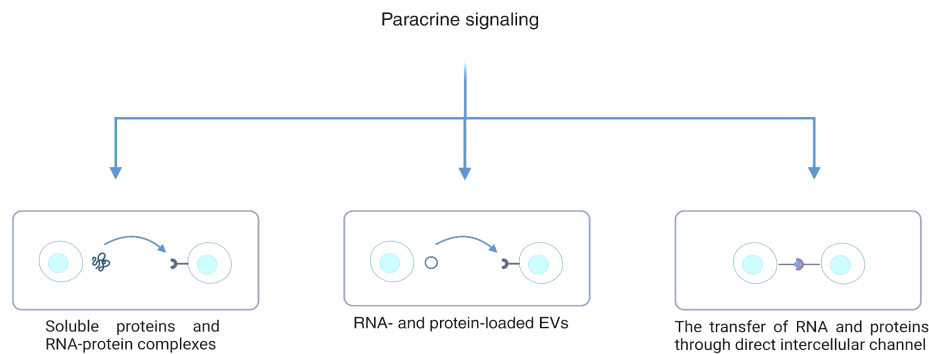 Paracrine signaling
Soluble proteins and
RNA-protein complexes
RNA- and protein-loaded EVs
The transfer of RNA and proteins
through direct intercellular channel